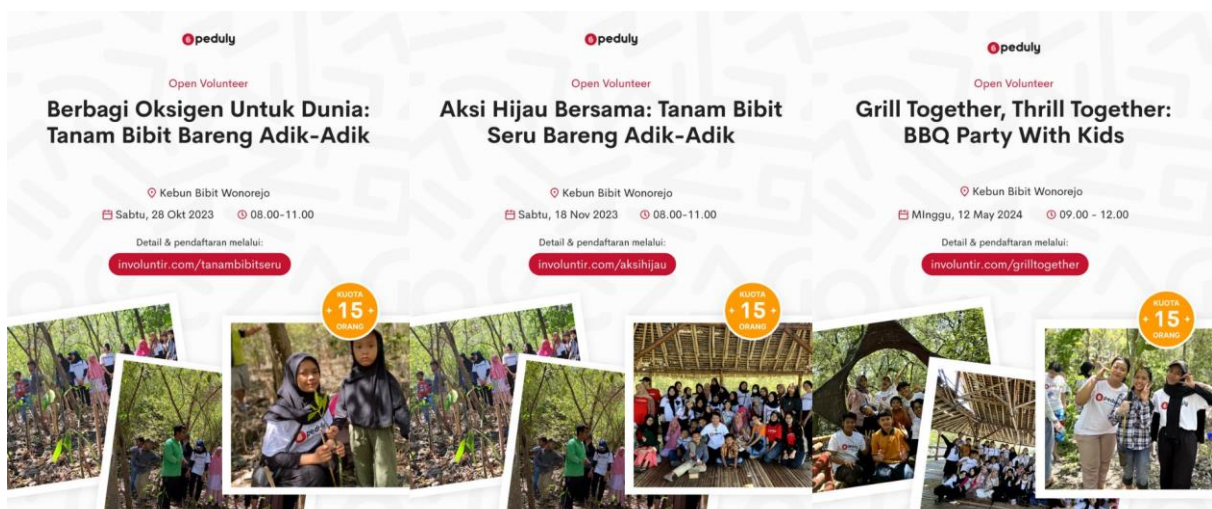 peduly
Open Volunteer
Berbagi Oksigen Untuk Dunia:
Tanam Bibit Bareng Adik-Adik
Kebun Bibit Wonorejo
Sabtu, 28 Okt 2023 08.00-11.00
Detail & pendaftaran melalui:
involuntir.com/tanambibitseru
KUOTA
15
ORANG
peduly
Open Volunteer
Aksi Hijau Bersama: Tanam Bibit
Seru Bareng Adik-Adik
Kebun Bibit Wonorejo
Sabtu, 18 Nov 2023 08.00-11.00
Detail & pendaftaran melalui:
involuntir.com/aksihijau
KUOTA
15
ORANG
peduly
Open Volunteer
Grill Together, Thrill Together:
BBQ Party With Kids
Kebun Bibit Wonorejo
MInggu, 12 May 2024 09.00 - 12.00
Detail & pendaftaran melalui:
involuntir.com/grilltogether
KUOTA
15
ORANG